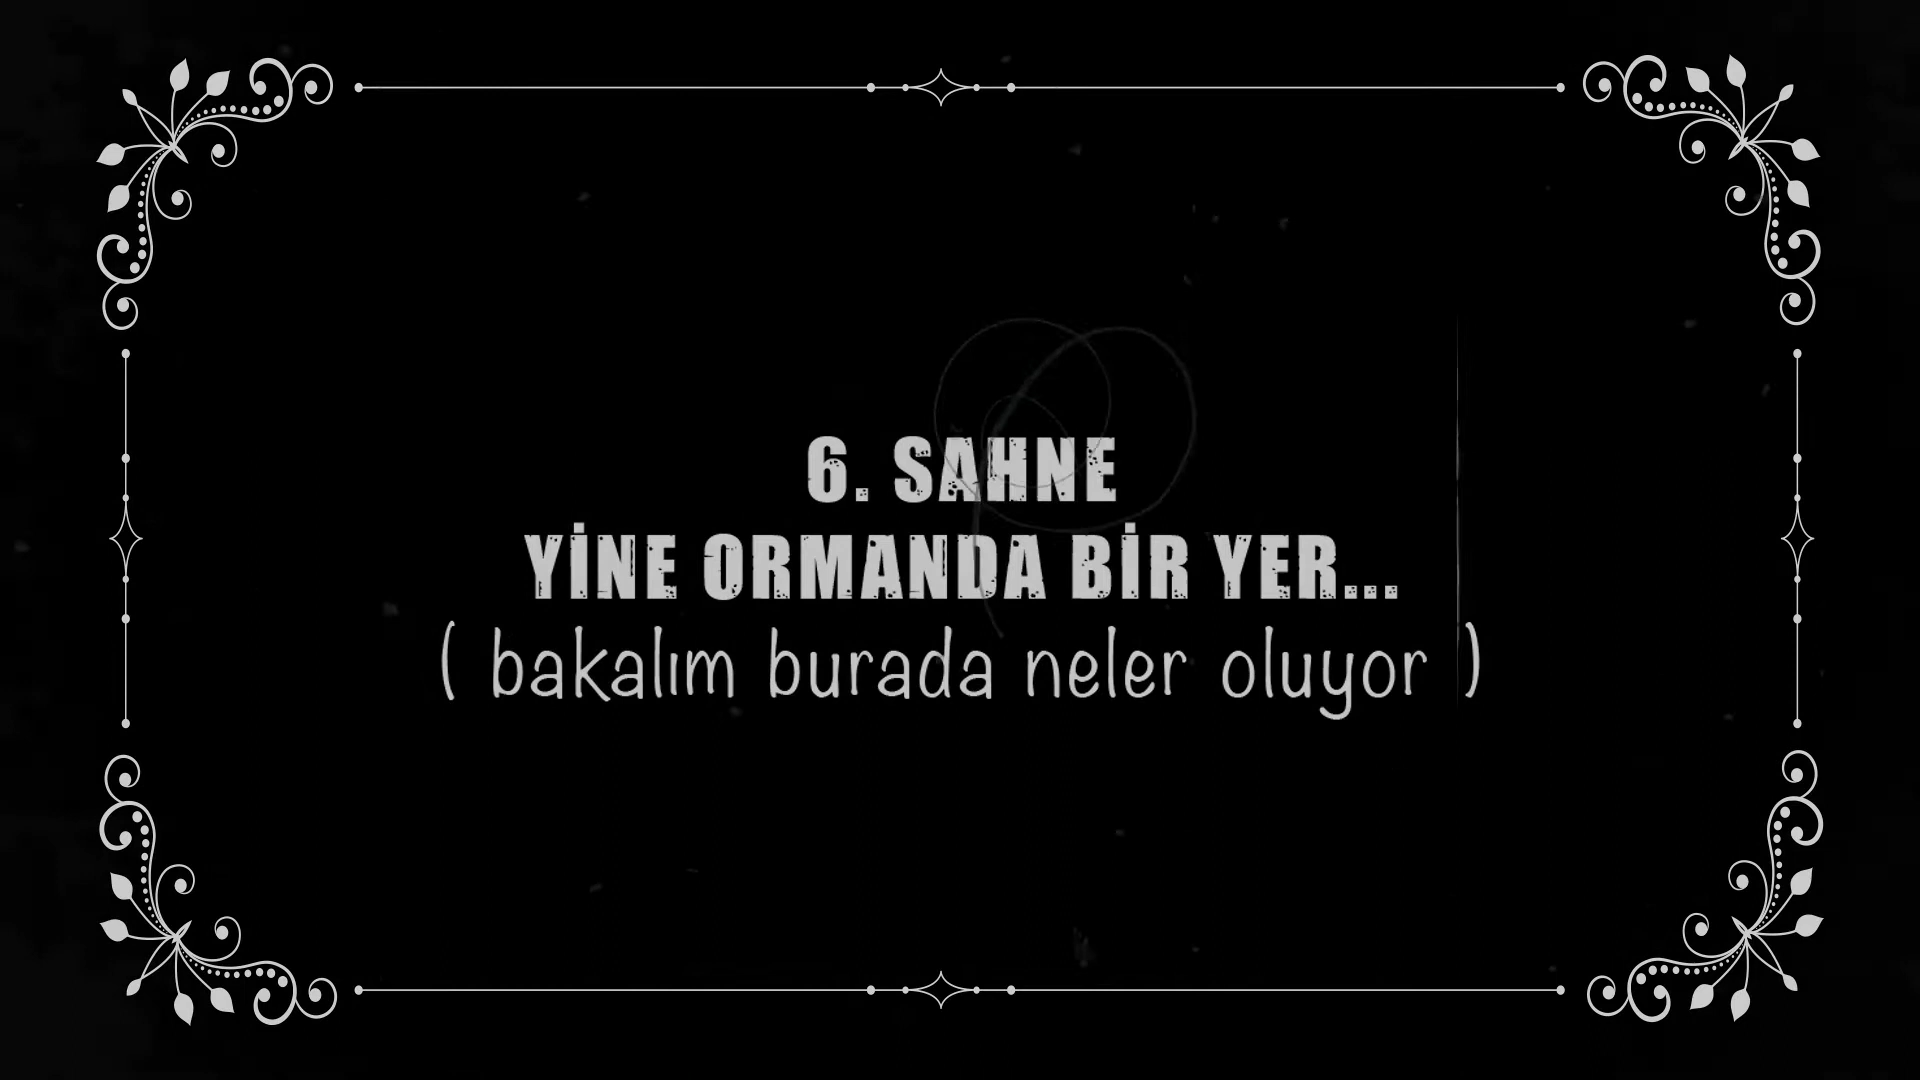 6. SAHNE
YİNE ORMANDA BİR YER...
( bakalım burada neler oluyor )